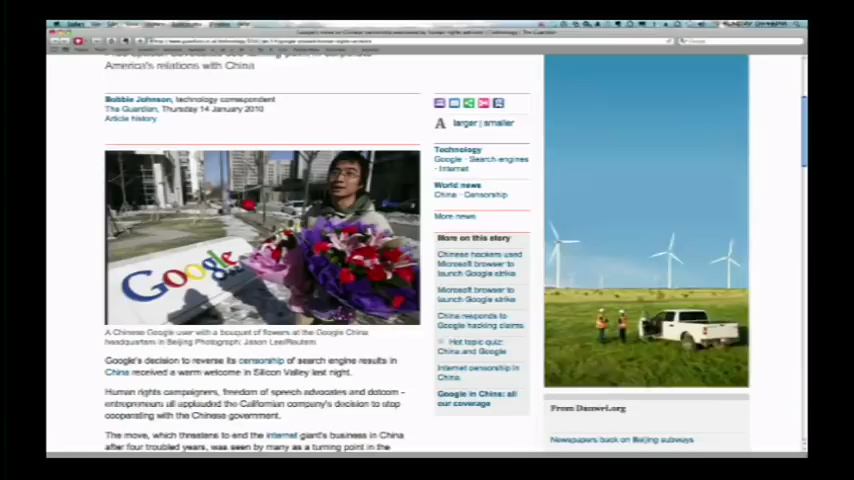 America's relations with China
Bobbie Johnson, technology correspondent
The Guardian, Thursday 14 January 2010
Article history
A larger | smaller
Technology
Google · Search engines
· Internet
World news
China · Censorship
More news
More on this story
Chinese hackers used
Microsoft browser to
launch Google strike
Microsoft browser to
launch Google strike
China responds to
Google hacking claims
Hot topic quiz:
China and Google
Internet censorship in
China
Google in China: all
our coverage
Google
A Chinese Google user with a bouquet of flowers at the Google China
headquarters in Beijing Photograph: Jason Lee/Reuters
Google's decision to reverse its censorship of search engine results in
China received a warm welcome in Silicon Valley last night.
Human rights campaigners, freedom of speech advocates and dotcom
entrepreneurs all applauded the Californian company's decision to stop
cooperating with the Chinese government.
The move, which threatens to end the internet giant's business in China
after four troubled years, was seen by many as a turning point in the
From Danwei.org
Newspapers back on Beijing subways